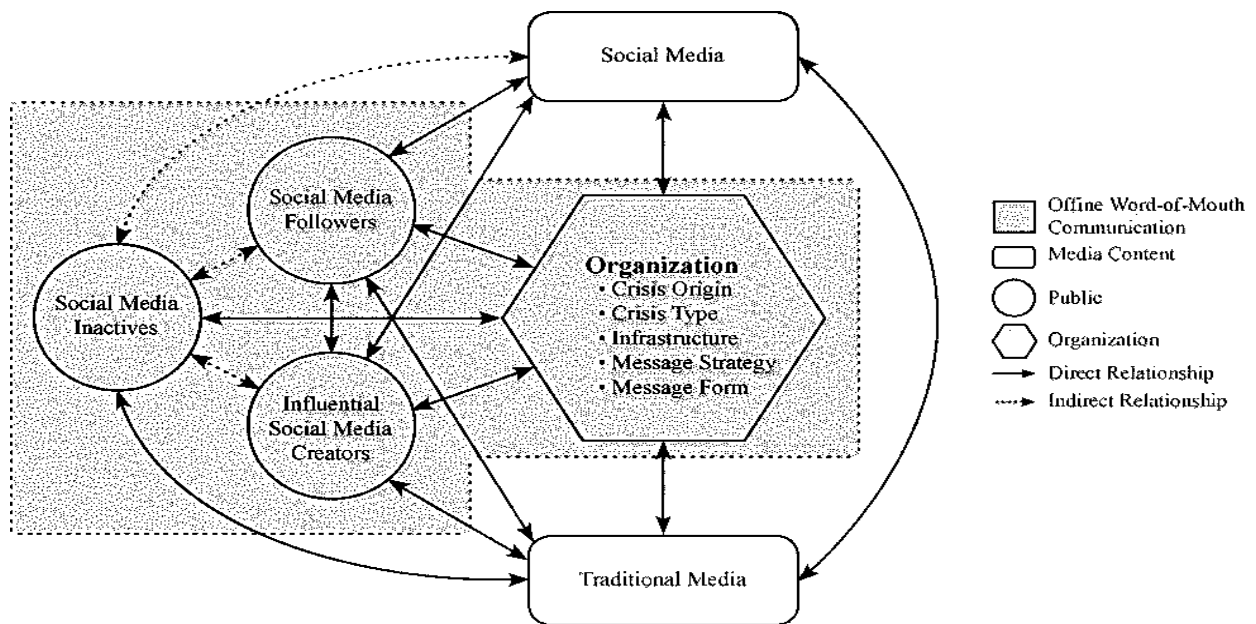 Social Media
Social Media
Followers
Social Media
Inactives
Influential
Social Media
Creators
Organization
• Crisis Origin
• Crisis Type
• Infrastructure
• Message Strategy
• Message Form
Traditional Media
Offine Word-of-Mouth
Communication
Media Content
Public
Organization
Direct Relationship
Indirect Relationship